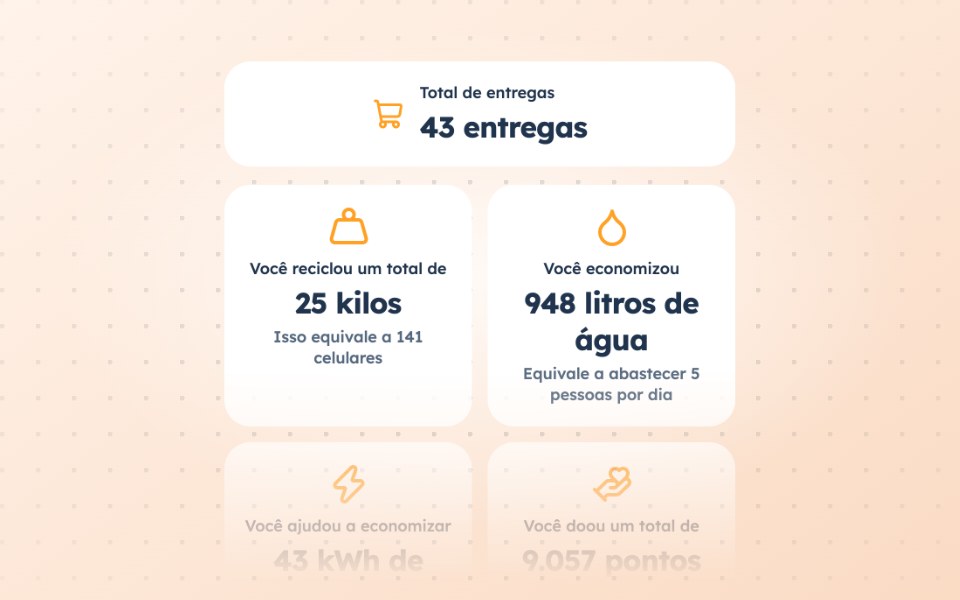 Total de entregas
43 entregas
Você reciclou um total de
25 kilos
Isso equivale a 141
celulares
Você economizou
948 litros de
água
Equivale a abastecer 5
pessoas por dia
Você ajudou a economizar
43 kWh de
Você doou um total de
9.057 pontos